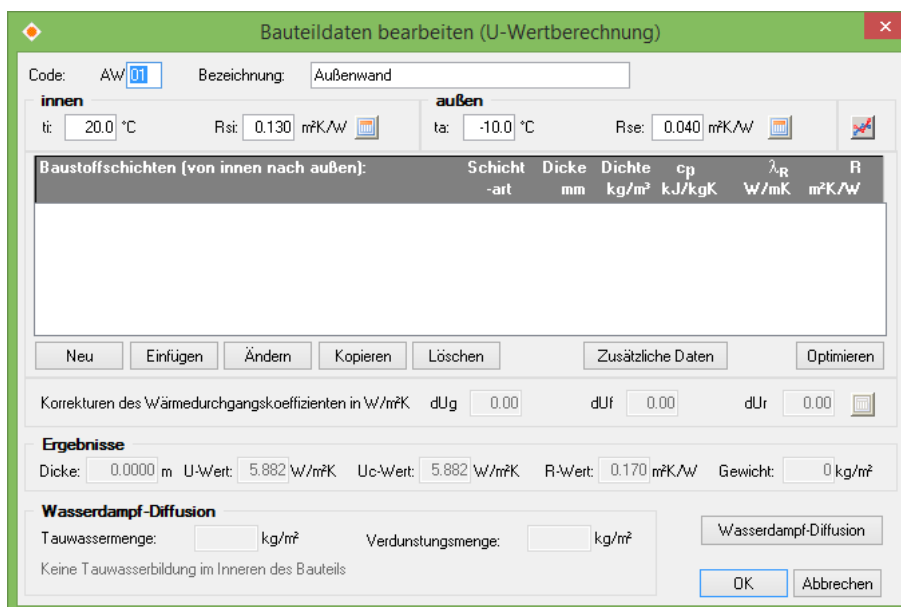 Bauteildaten bearbeiten (U-Wertberechnung)
Code: AW 01 Bezeichnung: Außenwand
innen außen
ti: 20.0 °C Rsi: 0.130 m²K/W ta: -10.0 °C Rse: 0.040 m²K/W
Baustoffschichten (von innen nach außen): Schicht Dicke Dichte cp λR R
-art mm kg/m³ kJ/kgK W/mK m²K/W
Neu Einfügen Ändern Kopieren Löschen Zusätzliche Daten Optimieren
Korrekturen des Wärmedurchgangskoeffizienten in W/m²K dUg 0.00 dUf 0.00 dUr 0.00
Ergebnisse
Dicke: 0.0000 m U-Wert: 5.882 W/m²K Uc-Wert: 5.882 W/m²K R-Wert: 0.170 m²K/W Gewicht: 0 kg/m²
Wasserdampf-Diffusion
Tauwassermenge: kg/m² Verdunstungsmenge: kg/m² Wasserdampf-Diffusion
Keine Tauwasserbildung im Inneren des Bauteils
OK Abbrechen